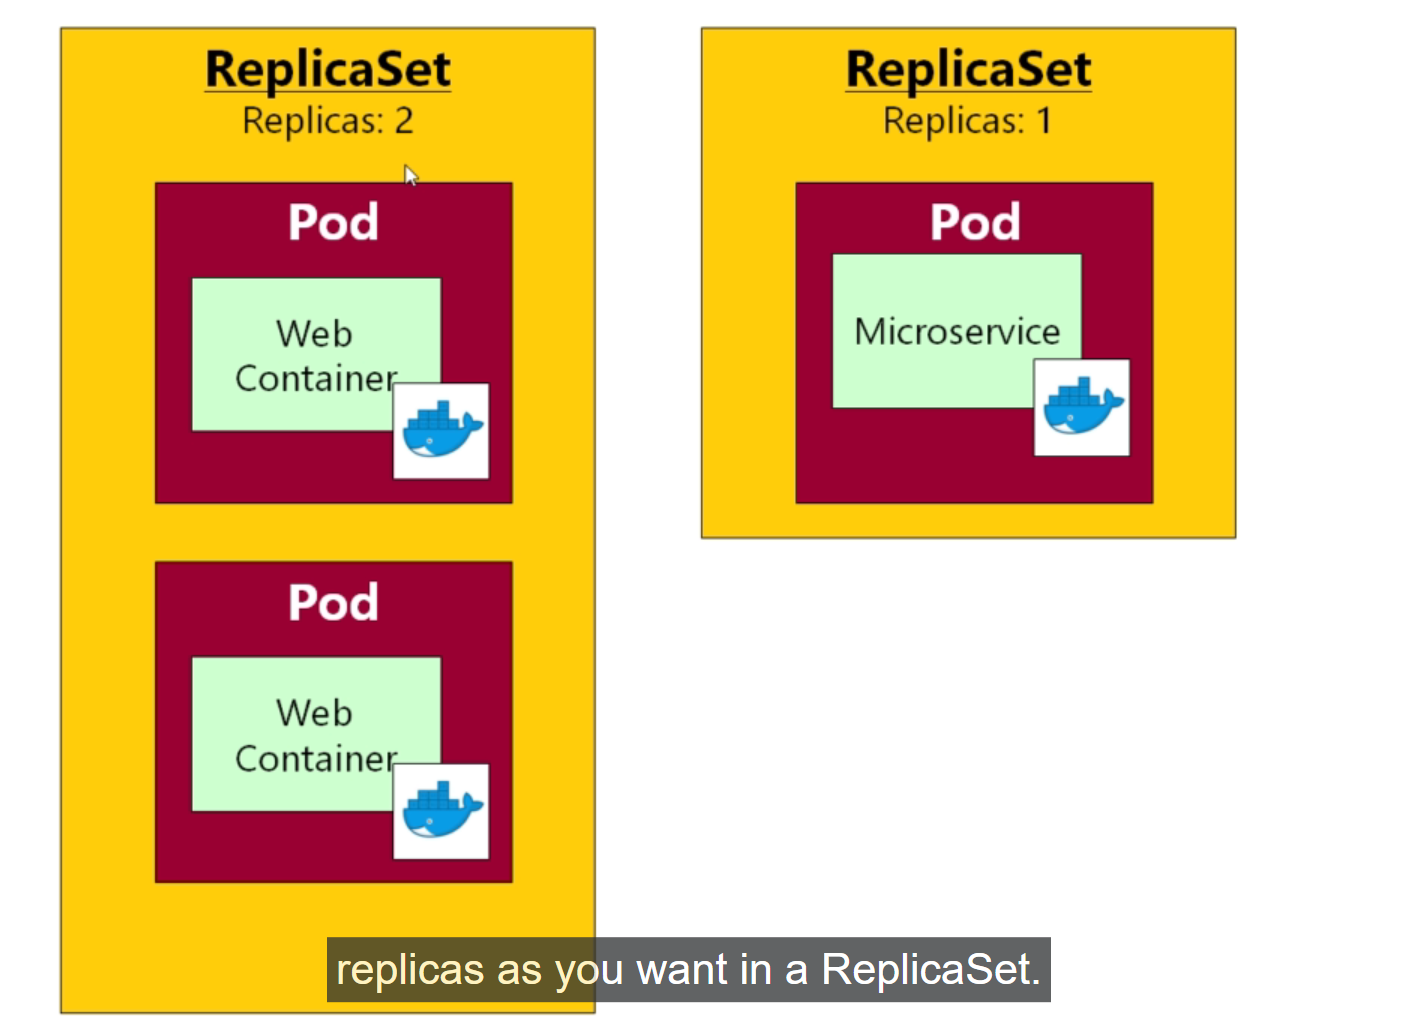 ReplicaSet
Replicas: 2
Pod
Web
Container
Pod
Web
Container
ReplicaSet
Replicas: 1
Pod
Microservice
replicas as you want in a ReplicaSet.